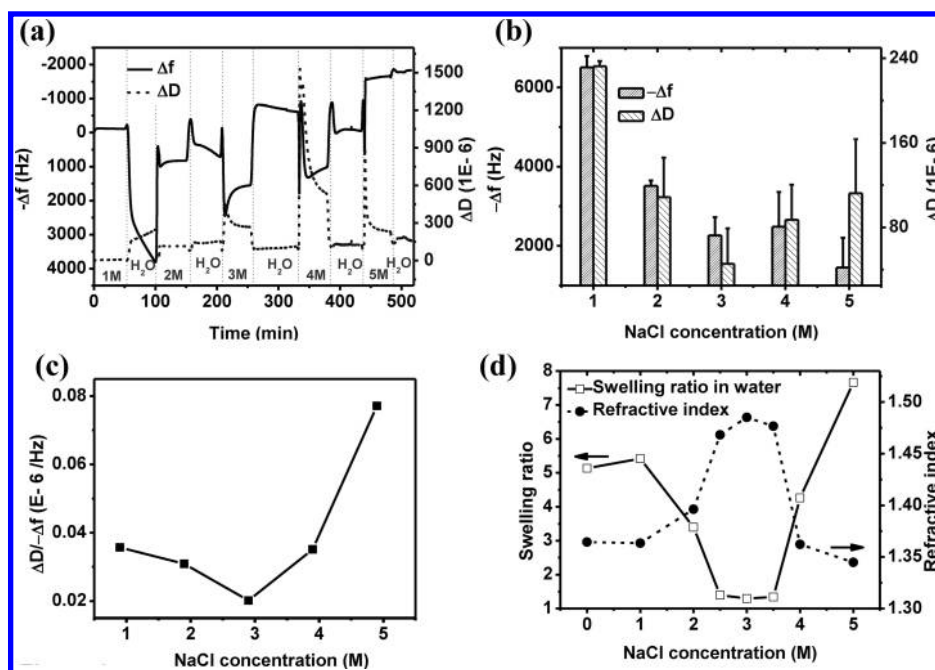 (a)
-2000
-1000
0
1000
2000
3000
4000
-Δf (Hz)
Δf
ΔD
1500
1200
900
600
300
0
ΔD (1E- 6)
1M
H2O
2M
H2O
3M
H2O
4M
H2O
5M
H2O
0 100 200 300 400 500
Time (min)
(b)
6000
4000
2000
−Δf (Hz)
−Δf
ΔD
240
160
80
ΔD (1E- 6)
1 2 3 4 5
NaCl concentration (M)
(c)
0.08
0.06
0.04
0.02
ΔD/−Δf (E- 6 /Hz)
1 2 3 4 5
NaCl concentration (M)
(d)
8
7
6
5
4
3
2
1
Swelling ratio
Swelling ratio in water
Refractive index
1.50
1.45
1.40
1.35
1.30
Refractive index
0 1 2 3 4 5
NaCl concentration (M)